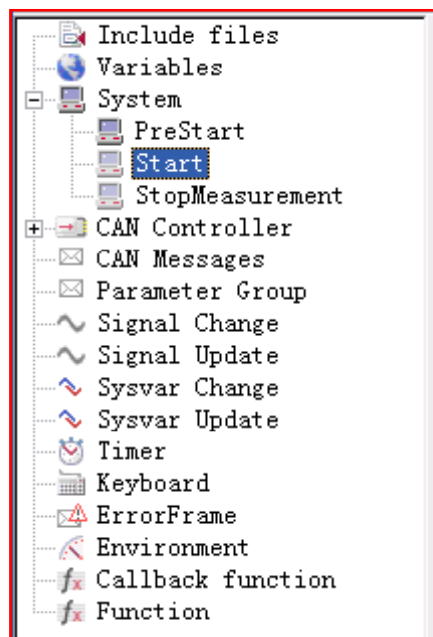 Include files
Variables
System
PreStart
Start
StopMeasurement
CAN Controller
CAN Messages
Parameter Group
Signal Change
Signal Update
Sysvar Change
Sysvar Update
Timer
Keyboard
ErrorFrame
Environment
Callback function
Function